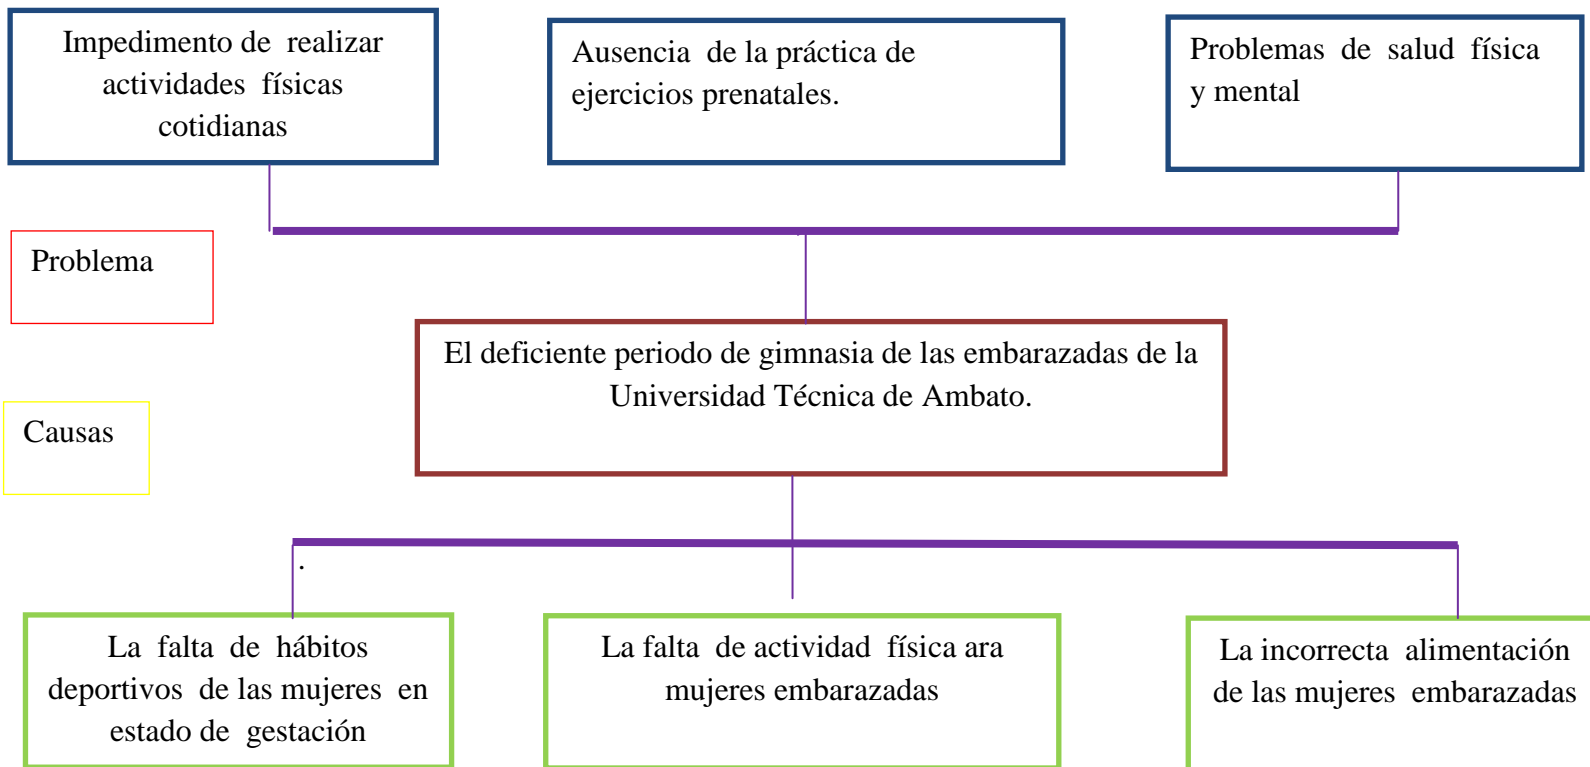 Impedimento de realizar
actividades físicas
cotidianas
Ausencia de la práctica de
ejercicios prenatales.
Problemas de salud física
y mental
Problema
El deficiente periodo de gimnasia de las embarazadas de la
Universidad Técnica de Ambato.
Causas
.
La falta de hábitos
deportivos de las mujeres en
estado de gestación
La falta de actividad física ara
mujeres embarazadas
La incorrecta alimentación
de las mujeres embarazadas